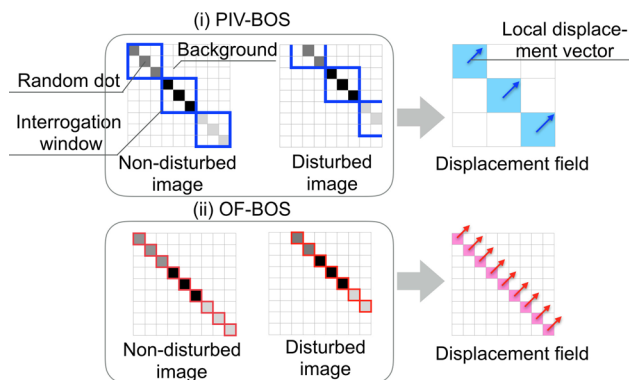 (i) PIV-BOS
Background
Random dot
Interrogation
window
Non-disturbed
image
Disturbed
image
Local displace-
ment vector
Displacement field
(ii) OF-BOS
Non-disturbed
image
Disturbed
image
Displacement field